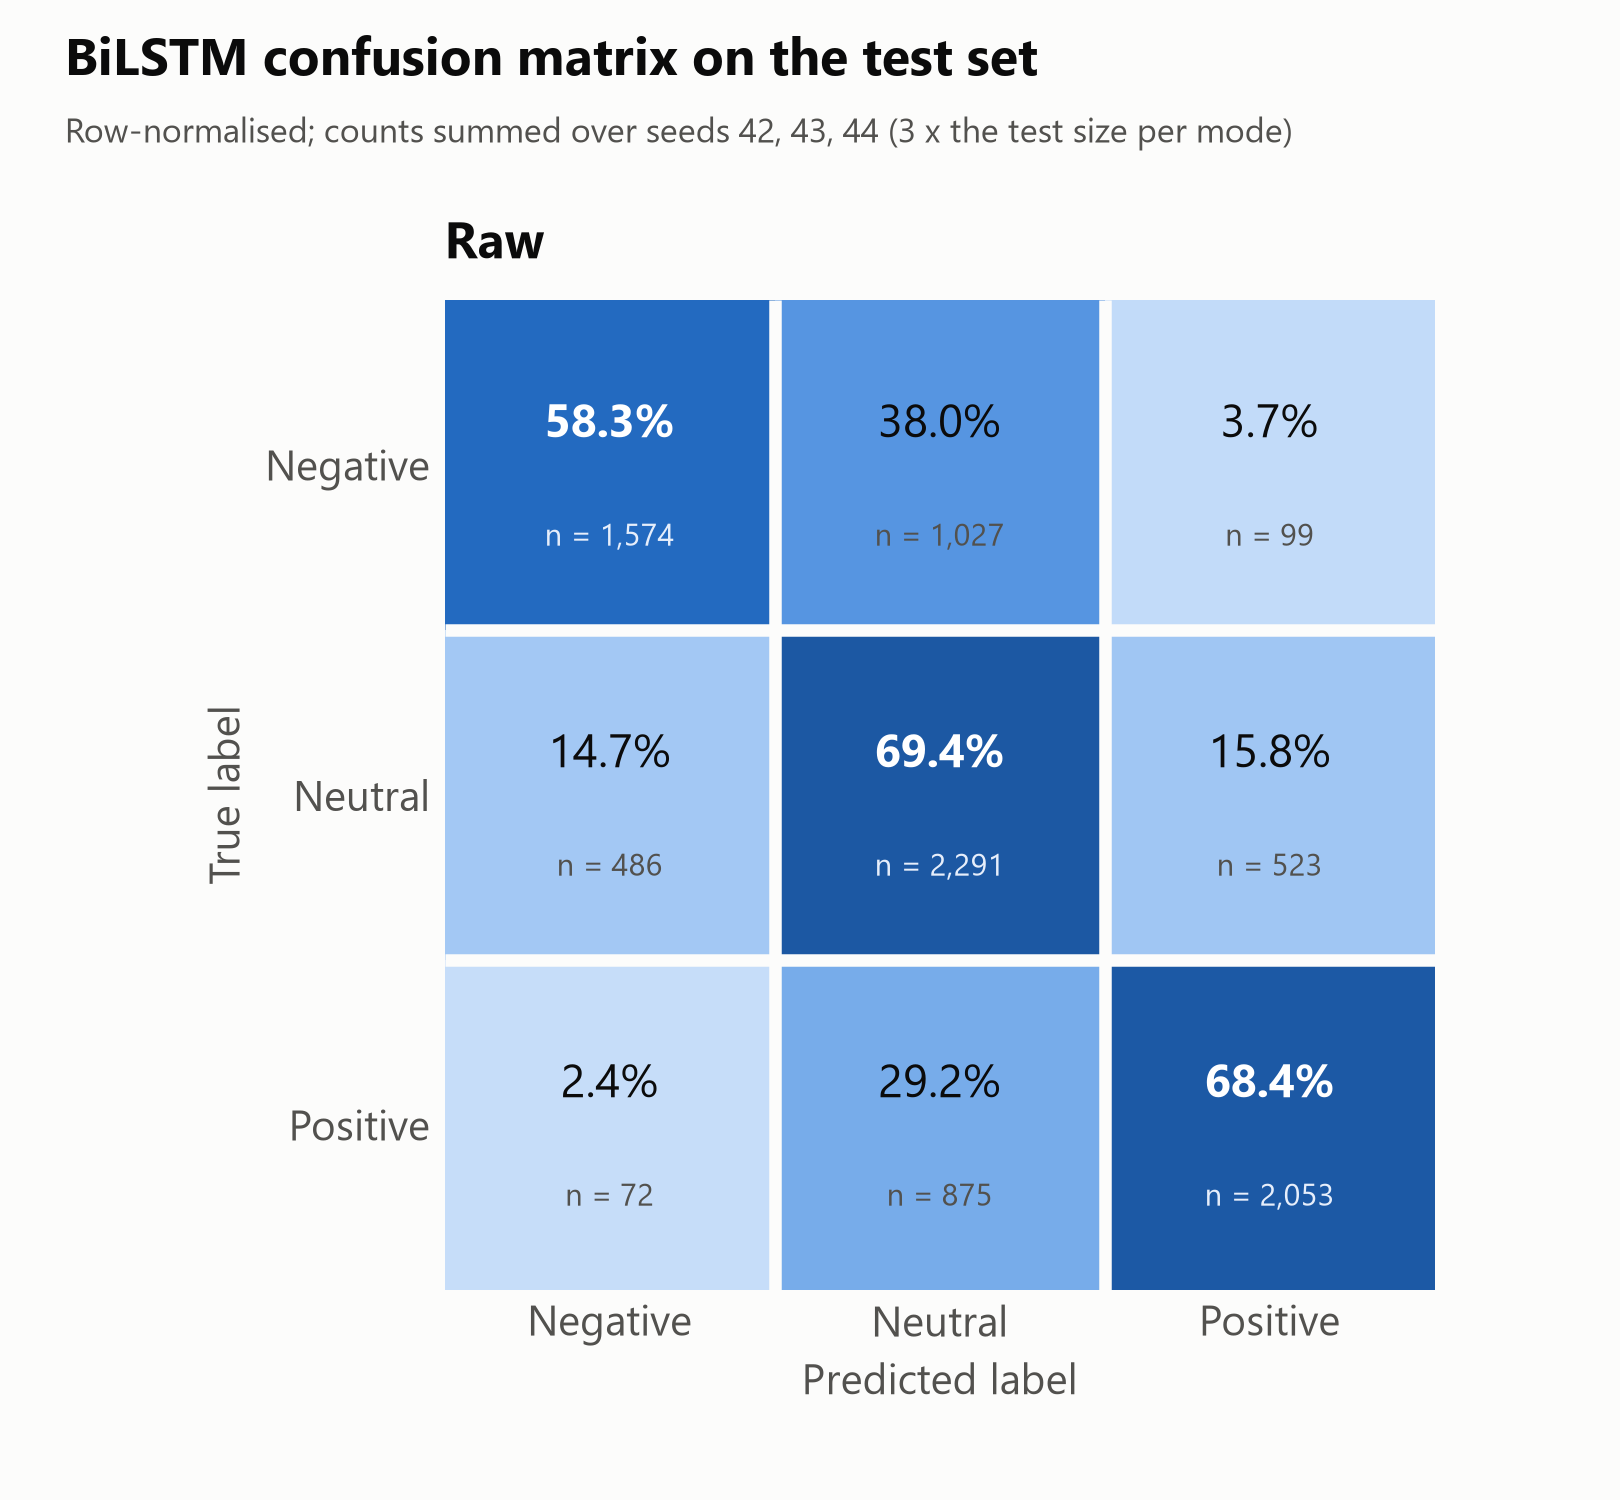 BiLSTM confusion matrix on the test set
Row-normalised; counts summed over seeds 42, 43, 44 (3 x the test size per mode)
Raw
True label
Negative
58.3%
n = 1,574
38.0%
n = 1,027
3.7%
n = 99
Neutral
14.7%
n = 486
69.4%
n = 2,291
15.8%
n = 523
Positive
2.4%
n = 72
29.2%
n = 875
68.4%
n = 2,053
Negative
Neutral
Positive
Predicted label